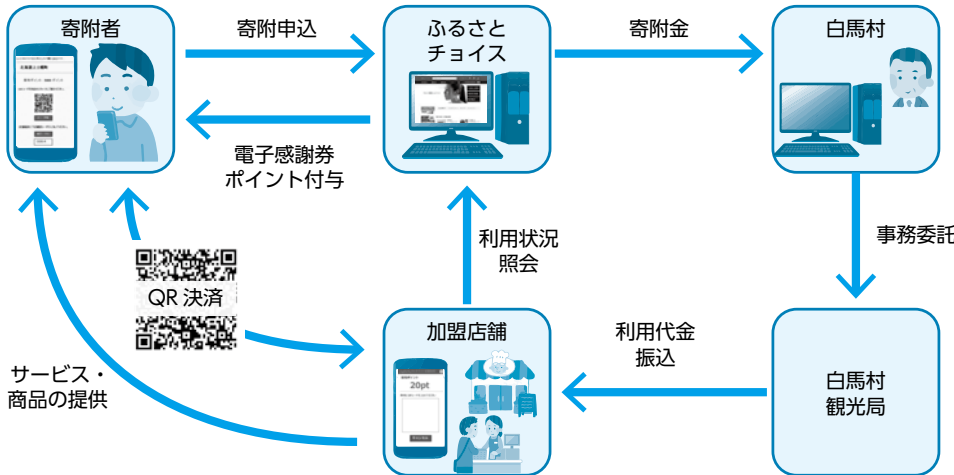 寄附者
寄附申込
ふるさと
チョイス
寄附金
白馬村
電子感謝券
ポイント付与
利用状況
照会
事務委託
QR 決済
加盟店舗
20pt
利用代金
振込
サービス・
商品の提供
白馬村
観光局